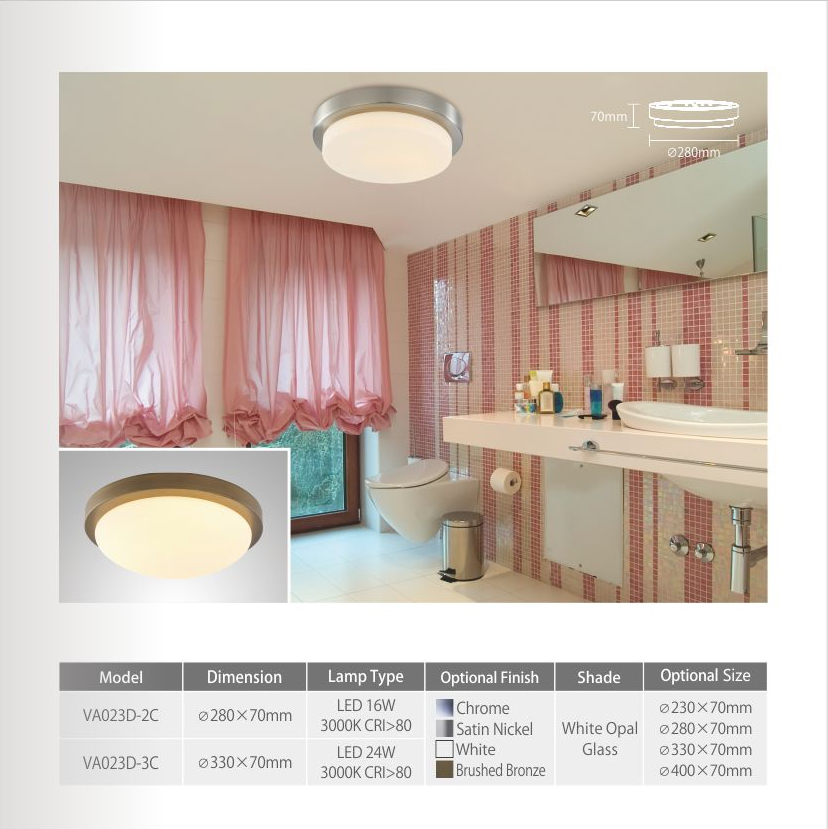 70mm
⌀280mm
Model Dimension Lamp Type Optional Finish Shade Optional Size
VA023D-2C ⌀280×70mm LED 16W
3000K CRI>80
VA023D-3C ⌀330×70mm LED 24W
3000K CRI>80
Chrome
Satin Nickel
White
Brushed Bronze
White Opal
Glass
⌀230×70mm
⌀280×70mm
⌀330×70mm
⌀400×70mm